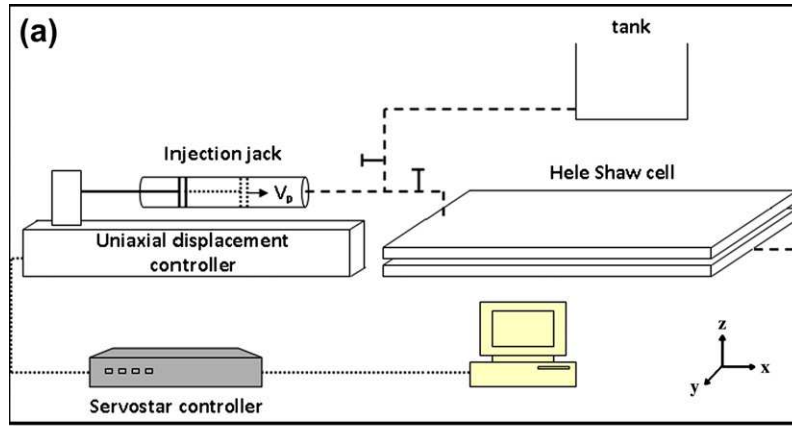 (a)
tank
Injection jack
Vp
Hele Shaw cell
Uniaxial displacement
controller
z
x
y
Servostar controller